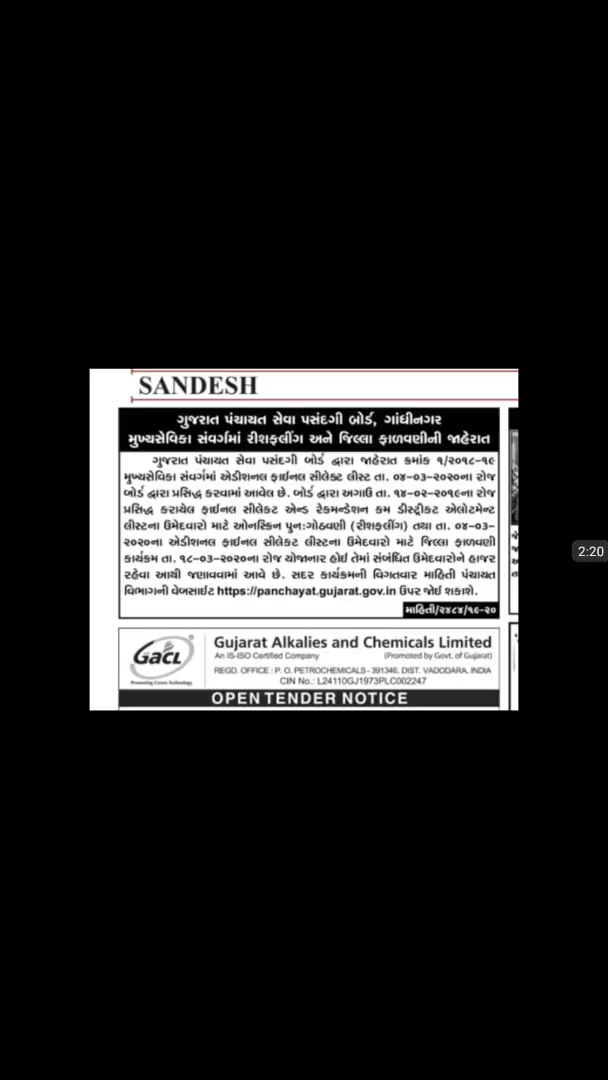 SANDESH
ગુજરાત પંચાયત સેવા પસંદગી બોર્ડ, ગાંધીનગર
મુખ્યસેવિકા સંવર્ગમાં રીશફલીંગ અને જિલ્લા ફાળવણીની જાહેરાત
ગુજરાત પંચાયત સેવા પસંદગી બોર્ડ દ્વારા જાહેરાત ક્રમાંક ૧/૨૦૧૮-૧૯
મુખ્યસેવિકા સંવર્ગમાં એડીશનલ ફાઈનલ સીલેક્ટ લીસ્ટ તા. ૦૪-૦૩-૨૦૨૦ના રોજ
બોર્ડ દ્વારા પ્રસિદ્ધ કરવામાં આવેલ છે. બોર્ડ દ્વારા અગાઉ તા. ૧૪-૦૨-૨૦૧૯ના રોજ
પ્રસિદ્ધ કરાયેલ ફાઈનલ સીલેકટ એન્ડ રેકમન્ડેશન કમ ડીસ્ટ્રીકટ એલોટમેન્ટ
લીસ્ટના ઉમેદવારો માટે ઓનસ્ક્રિન પુન:ગોઠવણી (રીશફલીંગ) તથા તા. ૦૪-૦૩-
૨૦૨૦ના એડીશનલ ફાઈનલ સીલેકટ લીસ્ટના ઉમેદવારો માટે જિલ્લા ફાળવણી
કાર્યક્રમ તા. ૧૮-૦૩-૨૦૨૦ના રોજ યોજાનાર હોઈ તેમાં સંબંધિત ઉમેદવારોને હાજર
રહેવા આથી જણાવવામાં આવે છે. સદર કાર્યક્રમની વિગતવાર માહિતી પંચાયત
વિભાગની વેબસાઈટ https://panchayat.gujarat.gov.in ઉપર જોઈ શકાશે.
માહિતી/૨૪૮૪/૧૯-૨૦
GACL
Promoting Green Technology
Gujarat Alkalies and Chemicals Limited
An IS-ISO Certified Company (Promoted by Govt. of Gujarat)
REGD. OFFICE : P. O. PETROCHEMICALS - 391346, DIST. VADODARA, INDIA
CIN No.: L24110GJ1973PLC002247
OPEN TENDER NOTICE
2:20